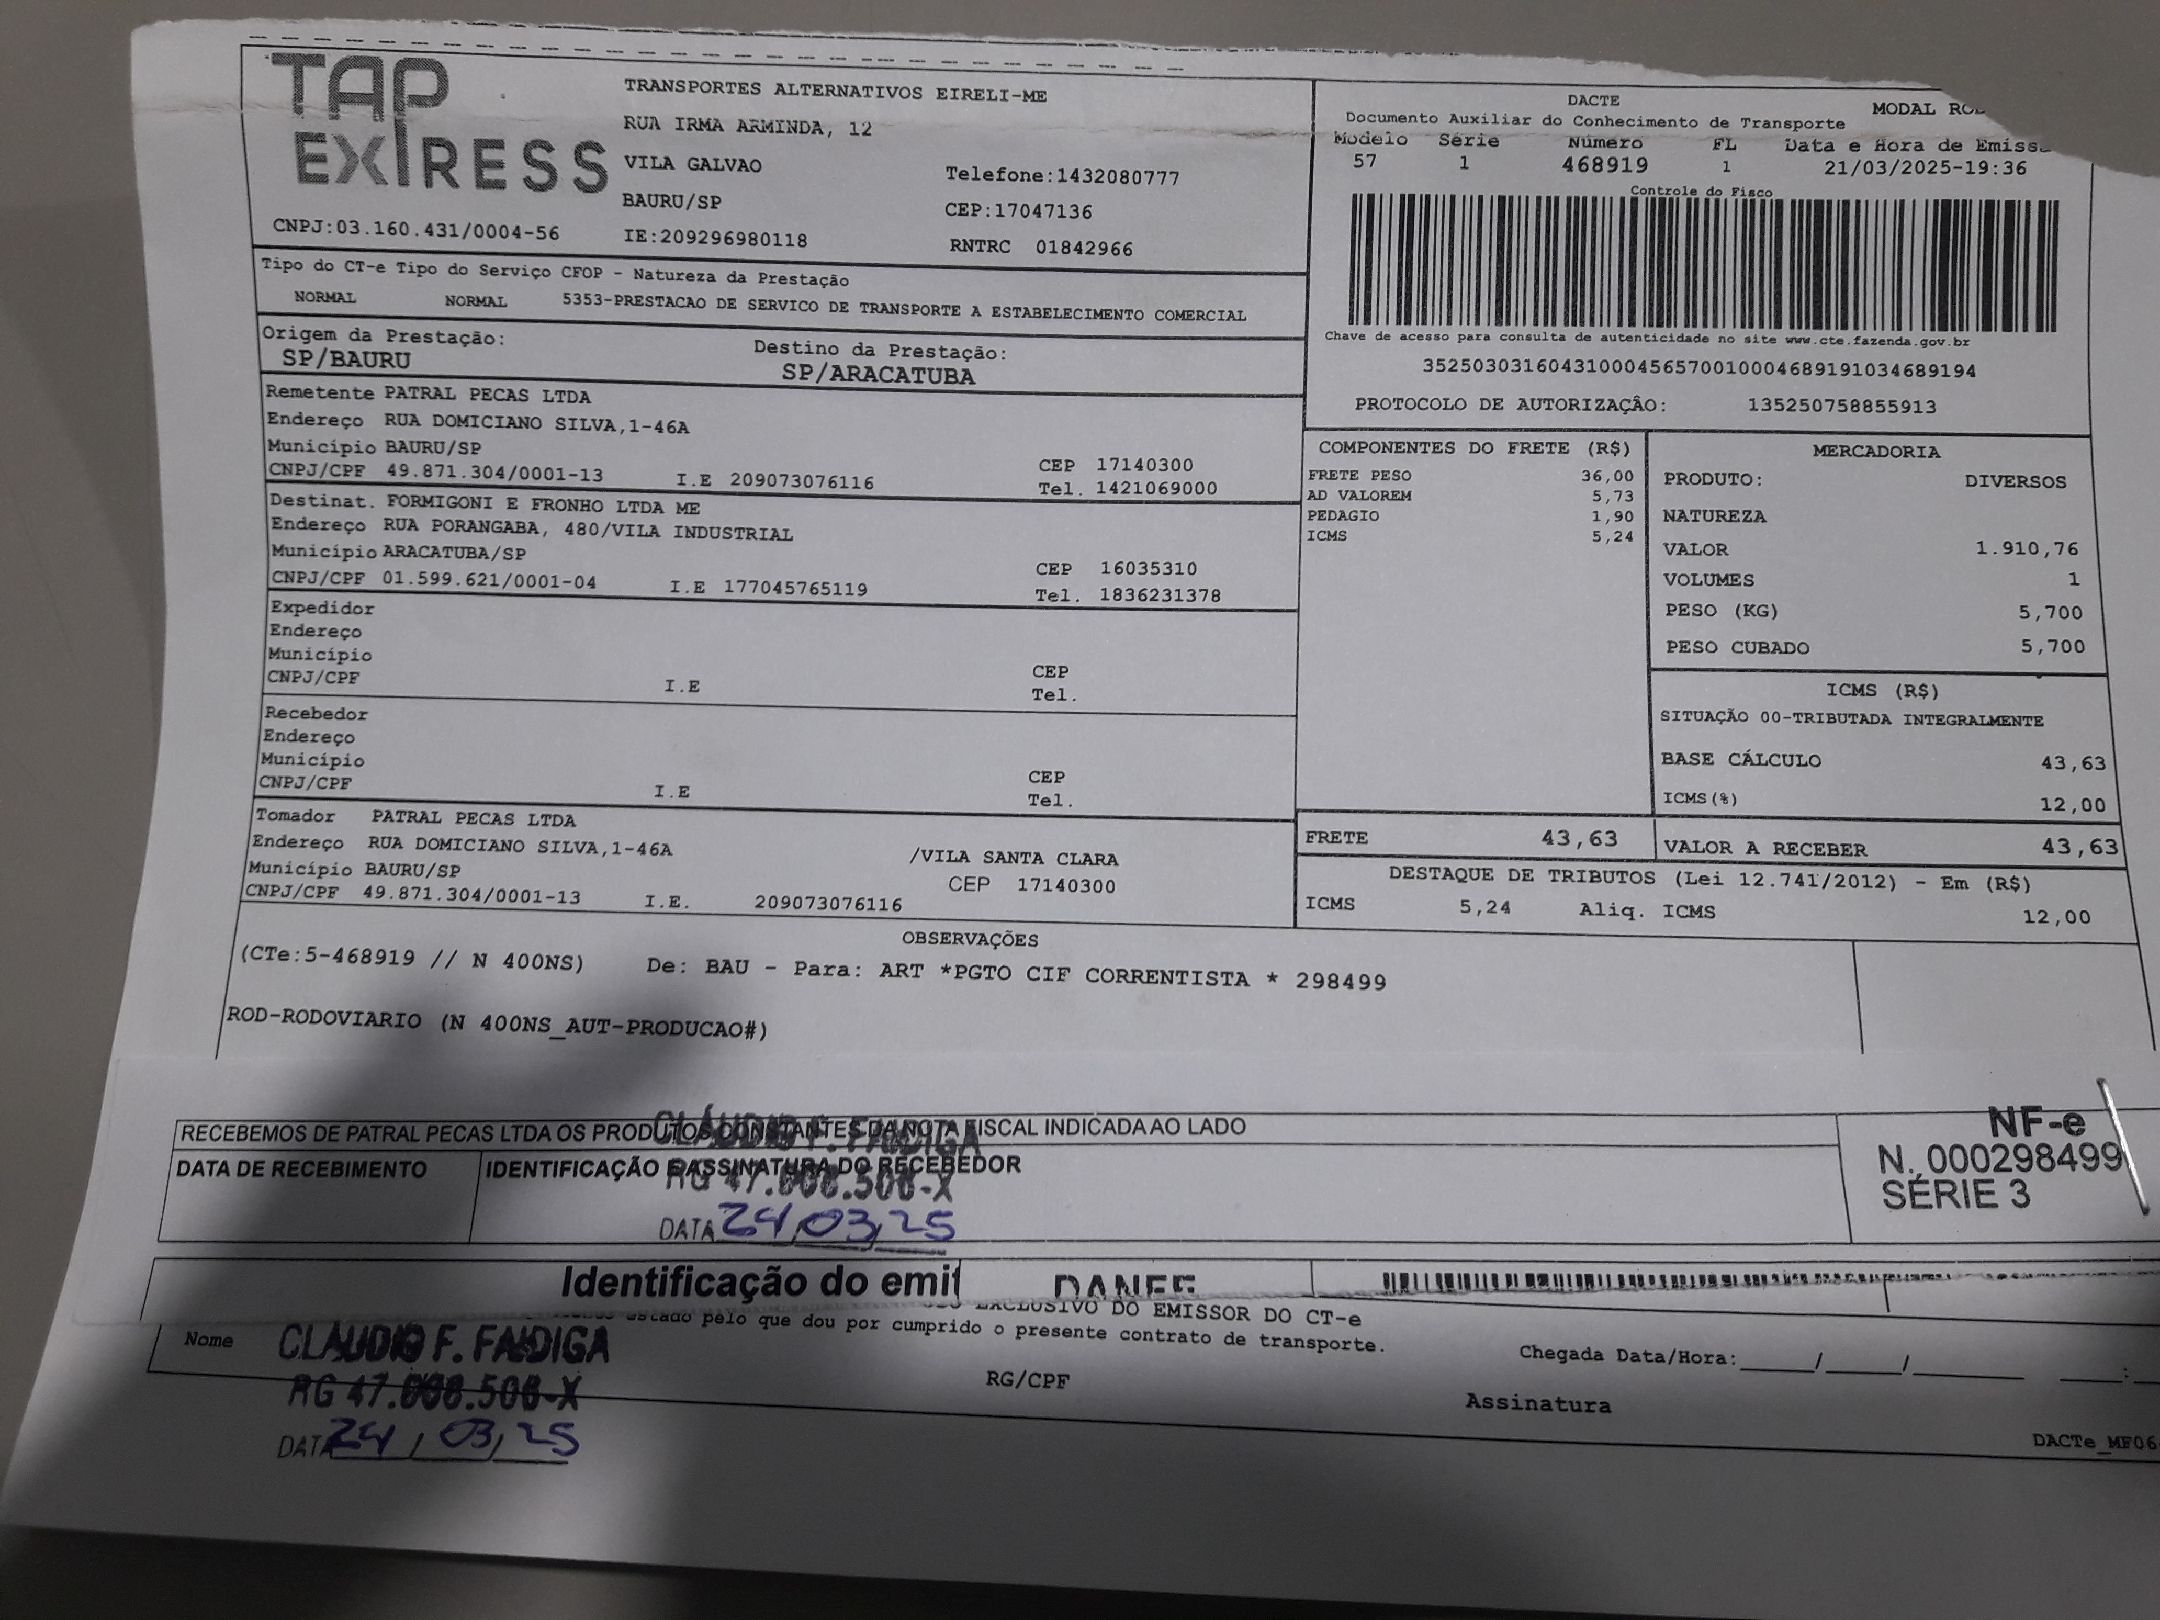 TAP EXPRESS
TRANSPORTES ALTERNATIVOS EIRELI-ME
RUA IRMA ARMINDA, 12
VILA GALVAO
Telefone:1432080777
BAURU/SP
CEP:17047136
CNPJ:03.160.431/0004-56
IE:209296980118
RNTRC 01842966
DACTE
MODAL
Documento Auxiliar do Conhecimento de Transporte
Modelo Série Número FL Data e Hora de
57 1 468919 1 21/03/2025-19:36
Controle do Fisco
Chave de acesso para consulta de autenticidade no site www.cte.fazenda.gov.br
35250303160431000456570010004689191034689194
PROTOCOLO DE AUTORIZAÇÂO: 135250758855913
Tipo do CT-e Tipo do Serviço CFOP - Natureza da Prestação
NORMAL NORMAL 5353-PRESTACAO DE SERVICO DE TRANSPORTE A ESTABELECIMENTO COMERCIAL
Origem da Prestação: Destino da Prestação:
SP/BAURU SP/ARACATUBA
Remetente PATRAL PECAS LTDA
Endereço RUA DOMICIANO SILVA,1-46A
Município BAURU/SP CEP 17140300
CNPJ/CPF 49.871.304/0001-13 I.E 209073076116 Tel. 1421069000
Destinat. FORMIGONI E FRONHO LTDA ME
Endereço RUA PORANGABA, 480/VILA INDUSTRIAL
Município ARACATUBA/SP CEP 16035310
CNPJ/CPF 01.599.621/0001-04 I.E 177045765119 Tel. 1836231378
Expedidor
Endereço
Município CEP
CNPJ/CPF I.E Tel.
Recebedor
Endereço
Município CEP
CNPJ/CPF I.E Tel.
Tomador PATRAL PECAS LTDA
Endereço RUA DOMICIANO SILVA,1-46A /VILA SANTA CLARA
Município BAURU/SP CEP 17140300
CNPJ/CPF 49.871.304/0001-13 I.E. 209073076116
COMPONENTES DO FRETE (R$)
FRETE PESO 36,00
AD VALOREM 5,73
PEDAGIO 1,90
ICMS 5,24
MERCADORIA
PRODUTO: DIVERSOS
NATUREZA
VALOR 1.910,76
VOLUMES 1
PESO (KG) 5,700
PESO CUBADO 5,700
ICMS (R$)
SITUAÇÃO 00-TRIBUTADA INTEGRALMENTE
BASE CÁLCULO 43,63
ICMS(%) 12,00
FRETE 43,63 VALOR A RECEBER 43,63
DESTAQUE DE TRIBUTOS (Lei 12.741/2012) - Em (R$)
ICMS 5,24 Aliq. ICMS 12,00
OBSERVAÇÕES
(CTe:5-468919 // N 400NS) De: BAU - Para: ART *PGTO CIF CORRENTISTA * 298499
ROD-RODOVIARIO (N 400NS_AUT-PRODUCAO#)
RECEBEMOS DE PATRAL PECAS LTDA OS PRODUTOS CONSTANTES DA NOTA FISCAL INDICADA AO LADO
DATA DE RECEBIMENTO IDENTIFICAÇÃO E ASSINATURA DO RECEBEDOR
CLÁUDIO F. FAIDIGA
DATA 24/03/25
NF-e
N. 000298499
SÉRIE 3
Identificação do
DANFE
EXCLUSIVO DO EMISSOR DO CT-e
estado pelo que dou por cumprido o presente contrato de transporte.
Nome CLÁUDIO F. FAIDIGA
DATA 24/03/25
RG/CPF
Chegada Data/Hora:_____/_____/
Assinatura